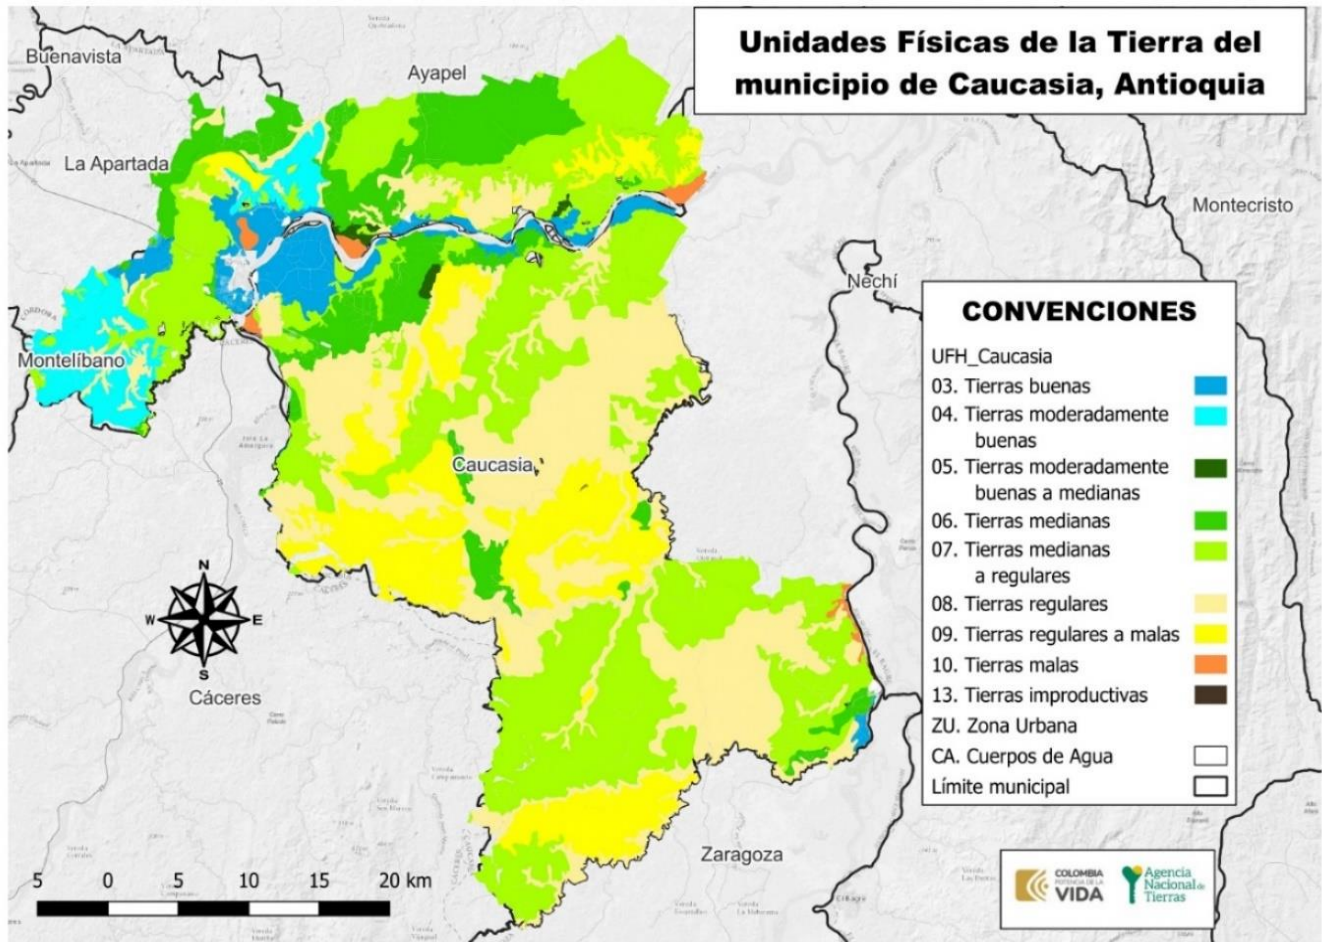 Unidades Físicas de la Tierra del
municipio de Caucasia, Antioquia
Buenavista
Ayapel
La Apartada
Montecristo
Nechí
Montelíbano
Caucasia
Cáceres
Zaragoza
CONVENCIONES
UFH_Caucasia
03. Tierras buenas
04. Tierras moderadamente
buenas
05. Tierras moderadamente
buenas a medianas
06. Tierras medianas
07. Tierras medianas
a regulares
08. Tierras regulares
09. Tierras regulares a malas
10. Tierras malas
13. Tierras improductivas
ZU. Zona Urbana
CA. Cuerpos de Agua
Límite municipal
N
W E
S
5 0 5 10 15 20 km
COLOMBIA
POTENCIA DE LA
VIDA
Agencia
Nacional de
Tierras